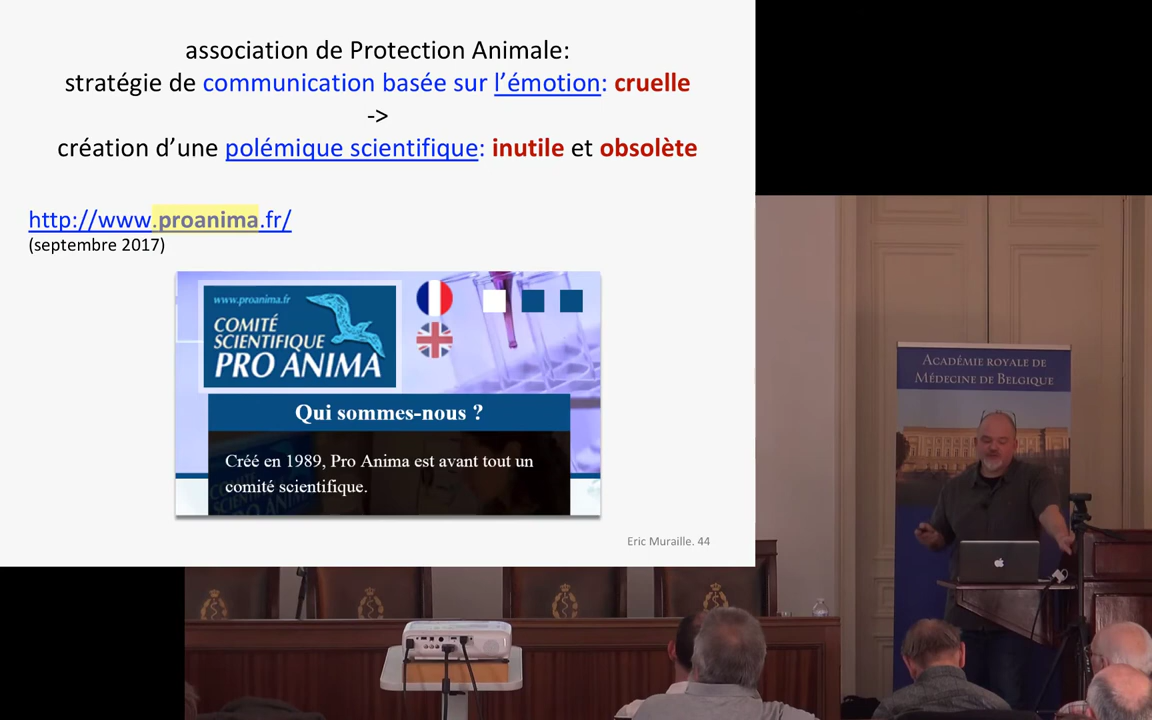 association de Protection Animale:
stratégie de communication basée sur l’émotion: cruelle
->
création d’une polémique scientifique: inutile et obsolète
http://www.proanima.fr/
(septembre 2017)
www.proanima.fr
COMITÉ
SCIENTIFIQUE
PRO ANIMA
Qui sommes-nous ?
Créé en 1989, Pro Anima est avant tout un
comité scientifique.
Eric Muraille. 44
Académie royale de
Médecine de Belgique